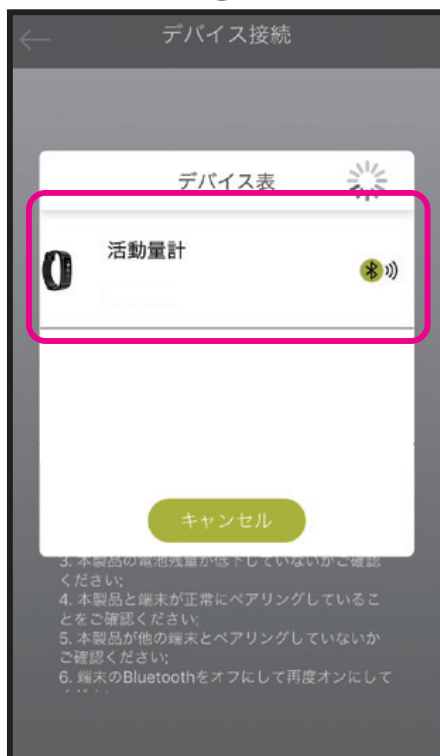 デバイス接続
デバイス表
活動量計
キャンセル
3. 本製品の電池残量が低下していないかご確認
ください;
4. 本製品と端末が正常にペアリングしているこ
とをご確認ください;
5. 本製品が他の端末とペアリングしていないか
ご確認ください;
6. 端末のBluetoothをオフにして再度オンにして